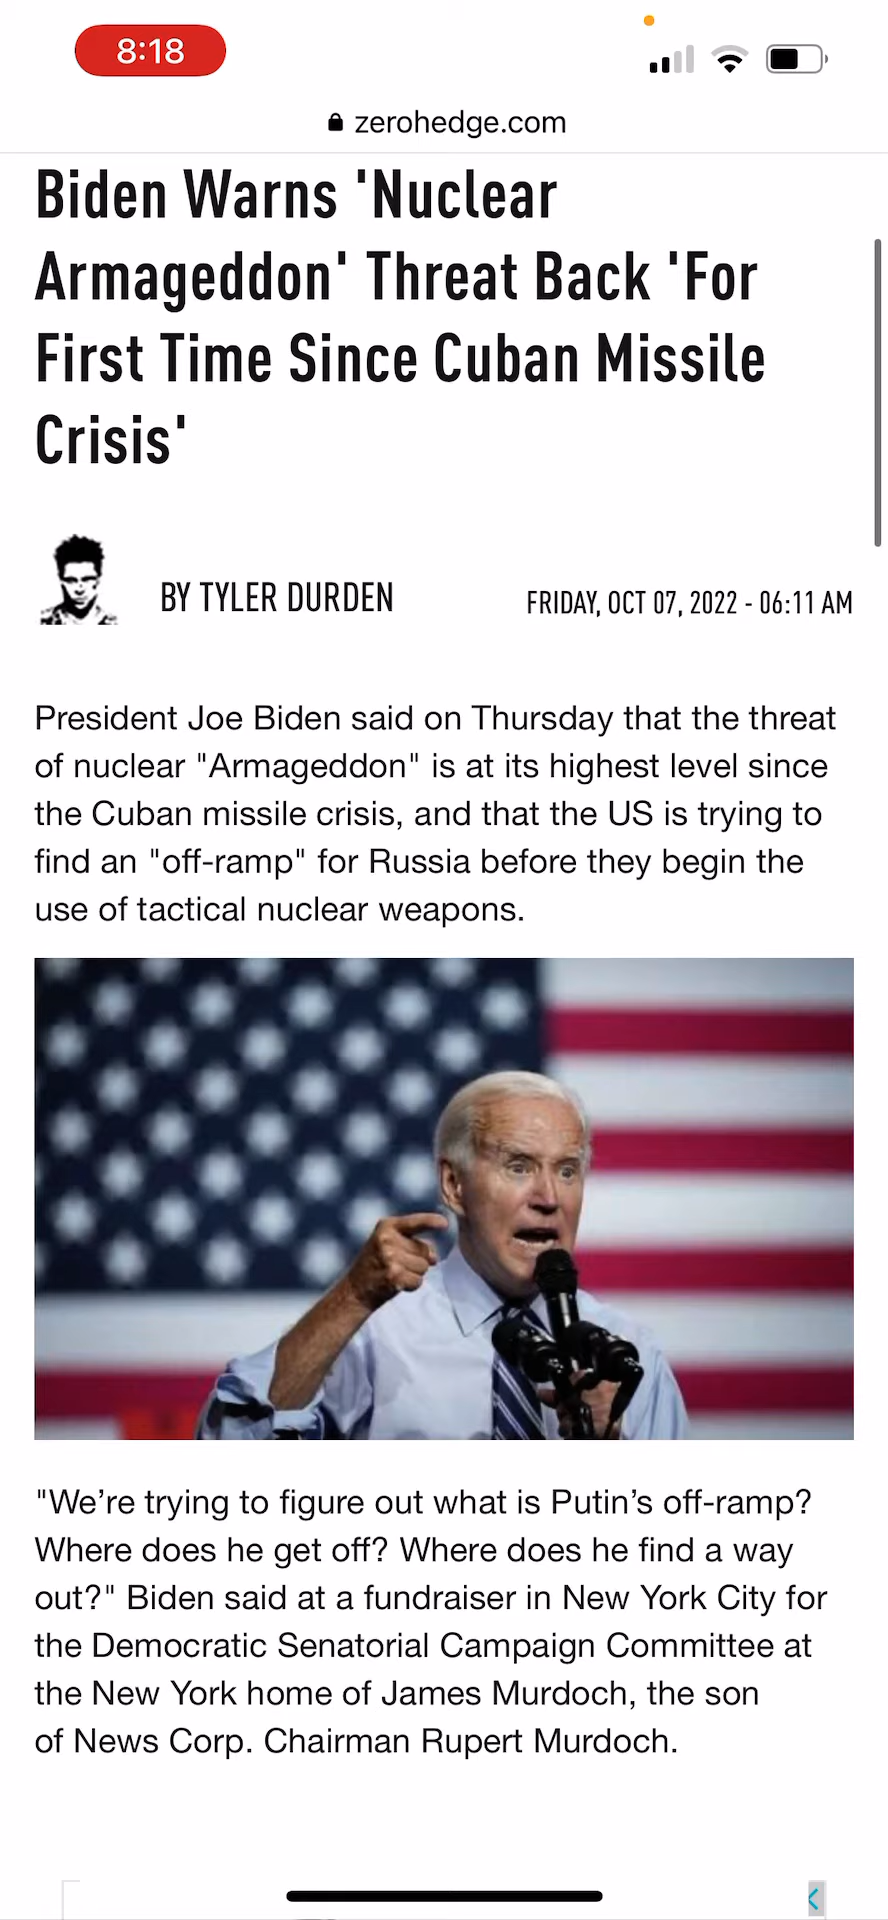 8:18
zerohedge.com
Biden Warns 'Nuclear
Armageddon' Threat Back 'For
First Time Since Cuban Missile
Crisis'
BY TYLER DURDEN
FRIDAY, OCT 07, 2022 - 06:11 AM
President Joe Biden said on Thursday that the threat
of nuclear "Armageddon" is at its highest level since
the Cuban missile crisis, and that the US is trying to
find an "off-ramp" for Russia before they begin the
use of tactical nuclear weapons.
"We’re trying to figure out what is Putin’s off-ramp?
Where does he get off? Where does he find a way
out?" Biden said at a fundraiser in New York City for
the Democratic Senatorial Campaign Committee at
the New York home of James Murdoch, the son
of News Corp. Chairman Rupert Murdoch.